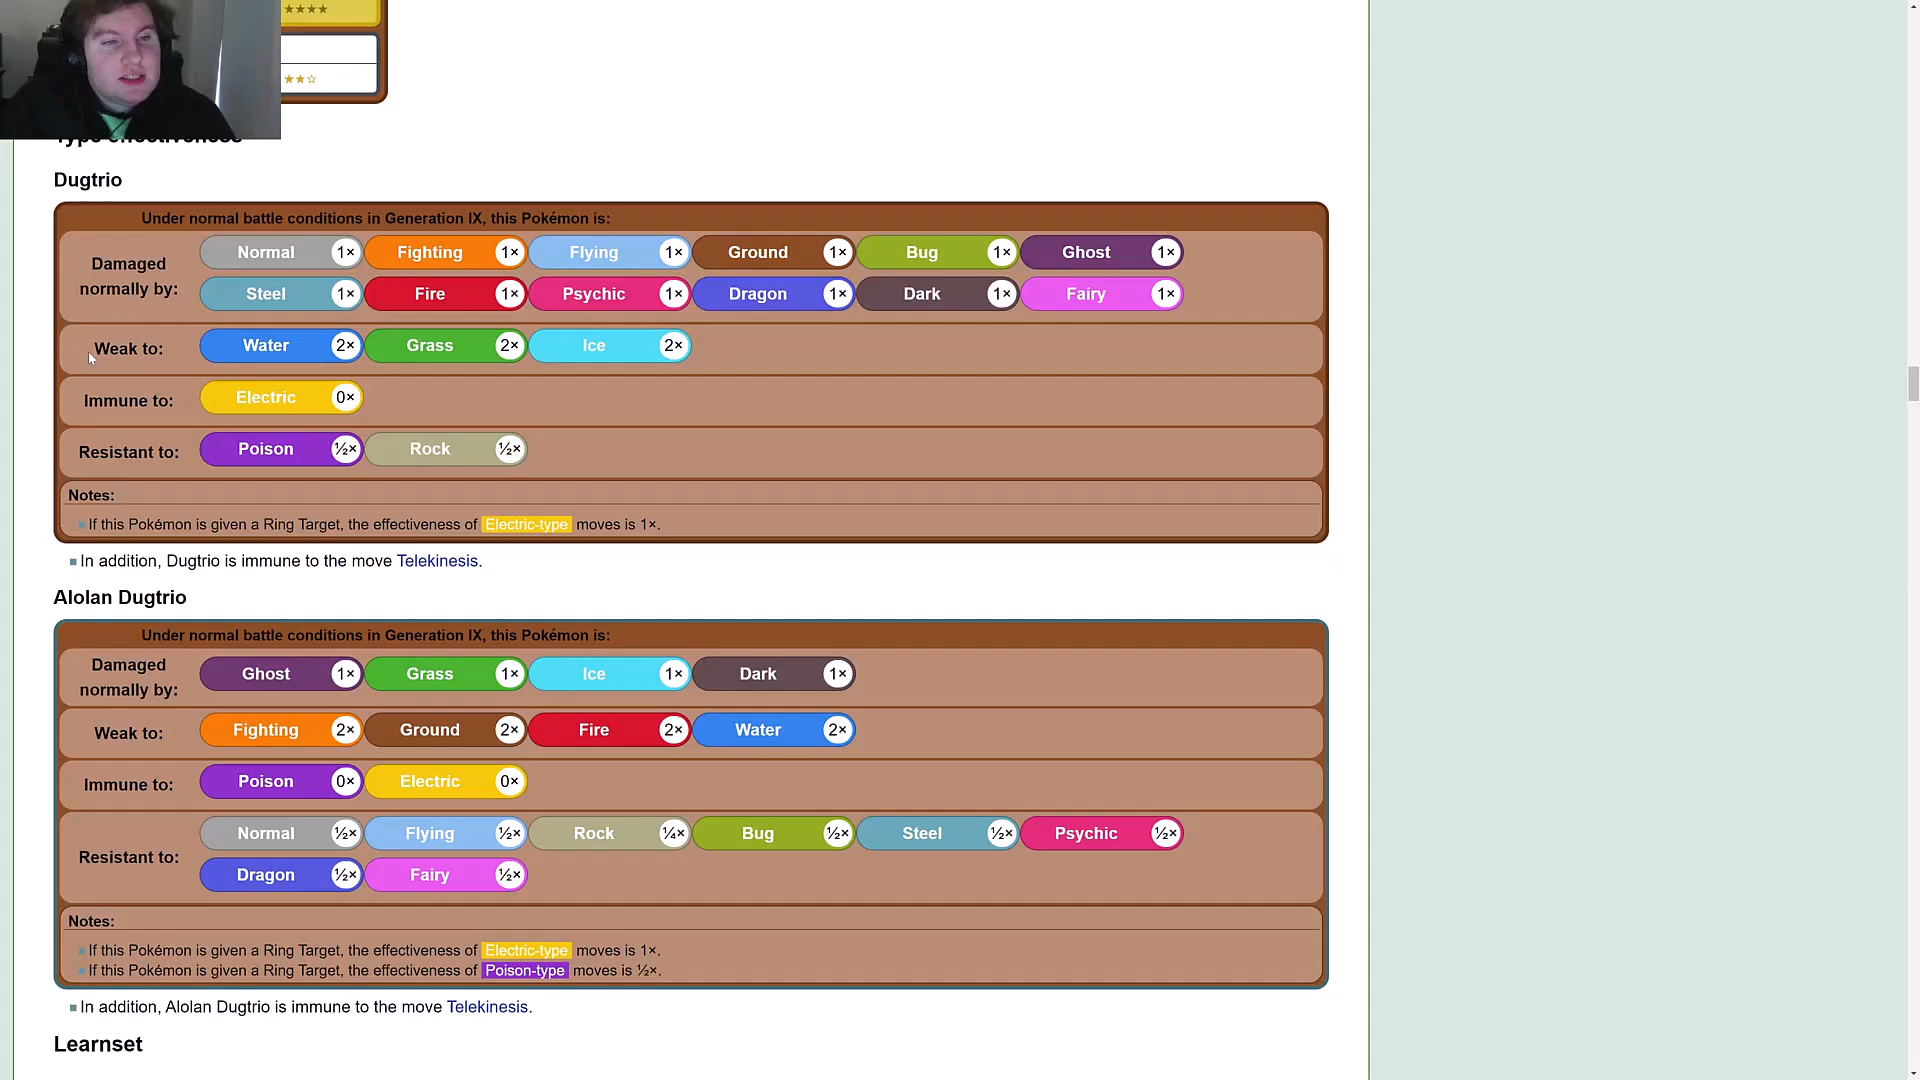 ★★★★
★★☆
Type effectiveness
Dugtrio
Under normal battle conditions in Generation IX, this Pokémon is:
Damaged normally by:
Normal 1× Fighting 1× Flying 1× Ground 1× Bug 1× Ghost 1×
Steel 1× Fire 1× Psychic 1× Dragon 1× Dark 1× Fairy 1×
Weak to: Water 2× Grass 2× Ice 2×
Immune to: Electric 0×
Resistant to: Poison ½× Rock ½×
Notes:
If this Pokémon is given a Ring Target, the effectiveness of Electric-type moves is 1×.
In addition, Dugtrio is immune to the move Telekinesis.
Alolan Dugtrio
Under normal battle conditions in Generation IX, this Pokémon is:
Damaged normally by:
Ghost 1× Grass 1× Ice 1× Dark 1×
Weak to: Fighting 2× Ground 2× Fire 2× Water 2×
Immune to: Poison 0× Electric 0×
Resistant to:
Normal ½× Flying ½× Rock ¼× Bug ½× Steel ½× Psychic ½×
Dragon ½× Fairy ½×
Notes:
If this Pokémon is given a Ring Target, the effectiveness of Electric-type moves is 1×.
If this Pokémon is given a Ring Target, the effectiveness of Poison-type moves is ½×.
In addition, Alolan Dugtrio is immune to the move Telekinesis.
Learnset